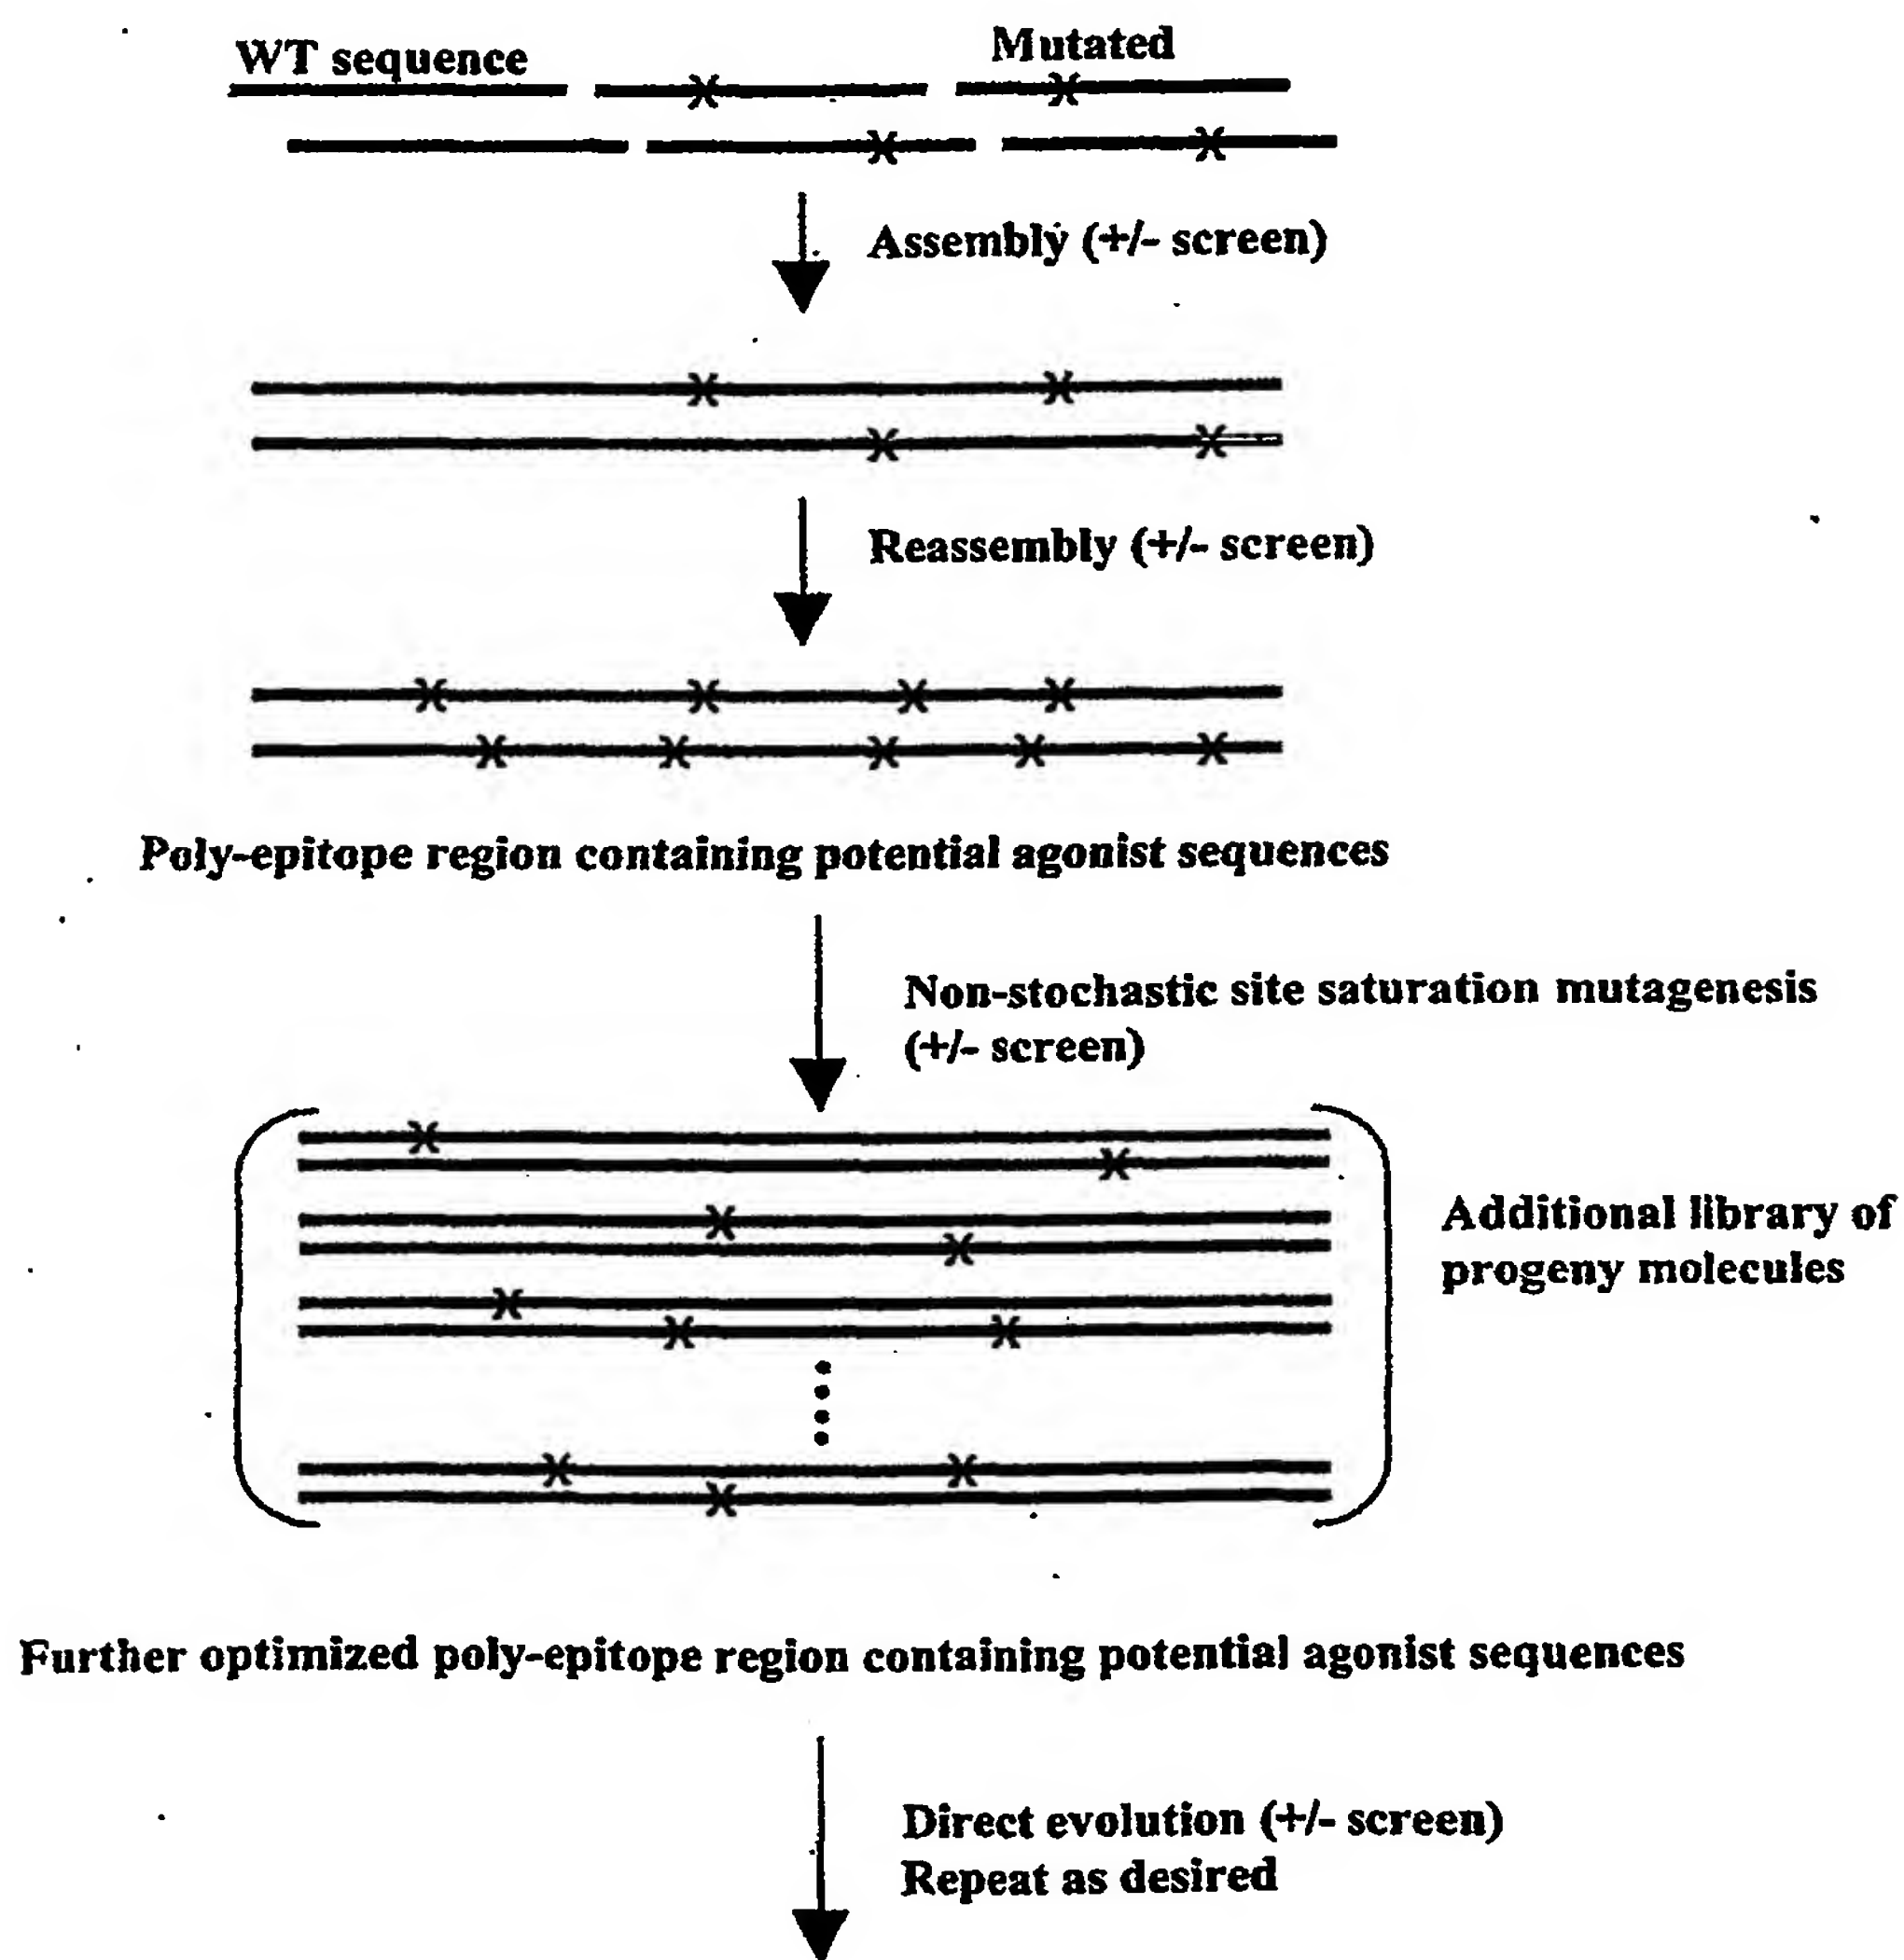 WT sequence
Mutated
Assembly (+/- screen)
Reassembly (+/- screen)
Poly-epitope region containing potential agonist sequences
Non-stochastic site saturation mutagenesis
(+/- screen)
Additional library of
progeny molecules
Further optimized poly-epitope region containing potential agonist sequences
Direct evolution (+/- screen)
Repeat as desired